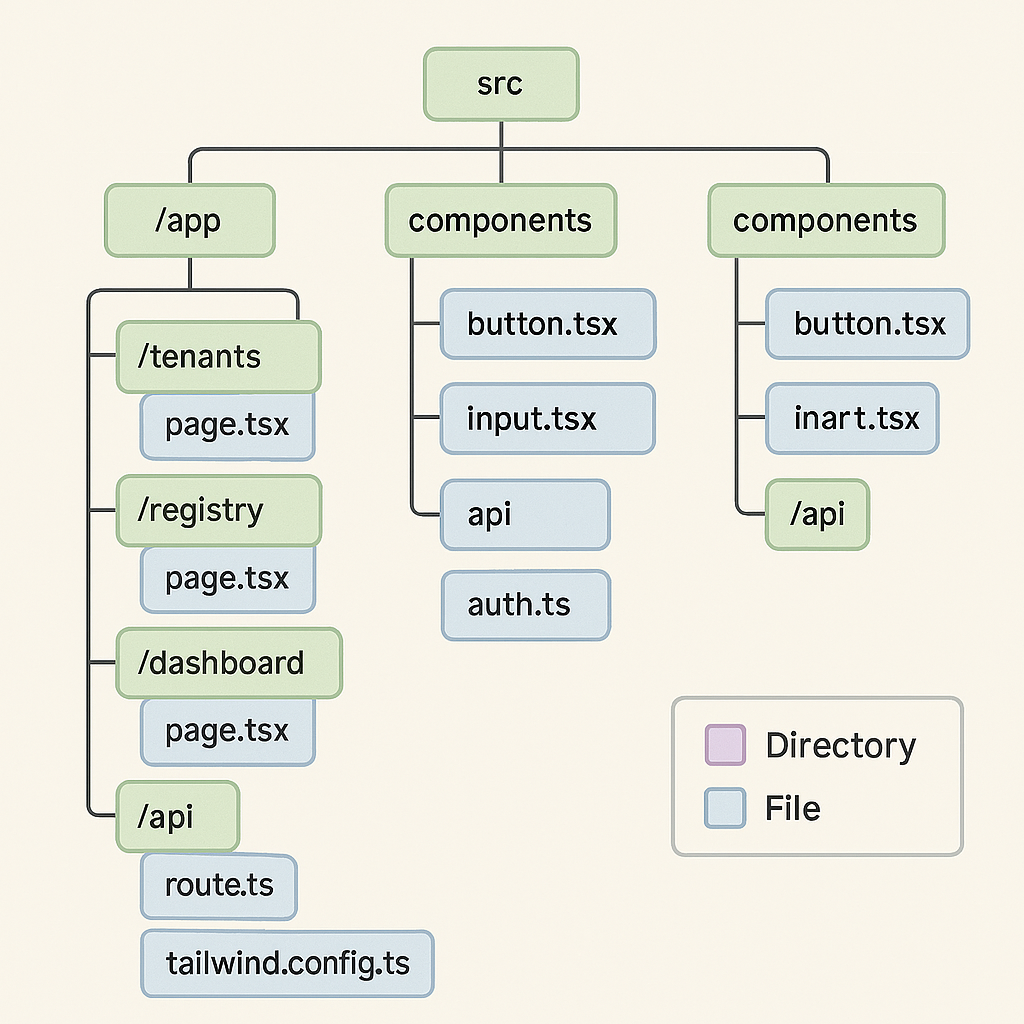 src
/app
/tenants
page.tsx
/registry
page.tsx
/dashboard
page.tsx
/api
route.ts
tailwind.config.ts
components
button.tsx
input.tsx
api
auth.ts
components
button.tsx
inart.tsx
/api
Directory
File